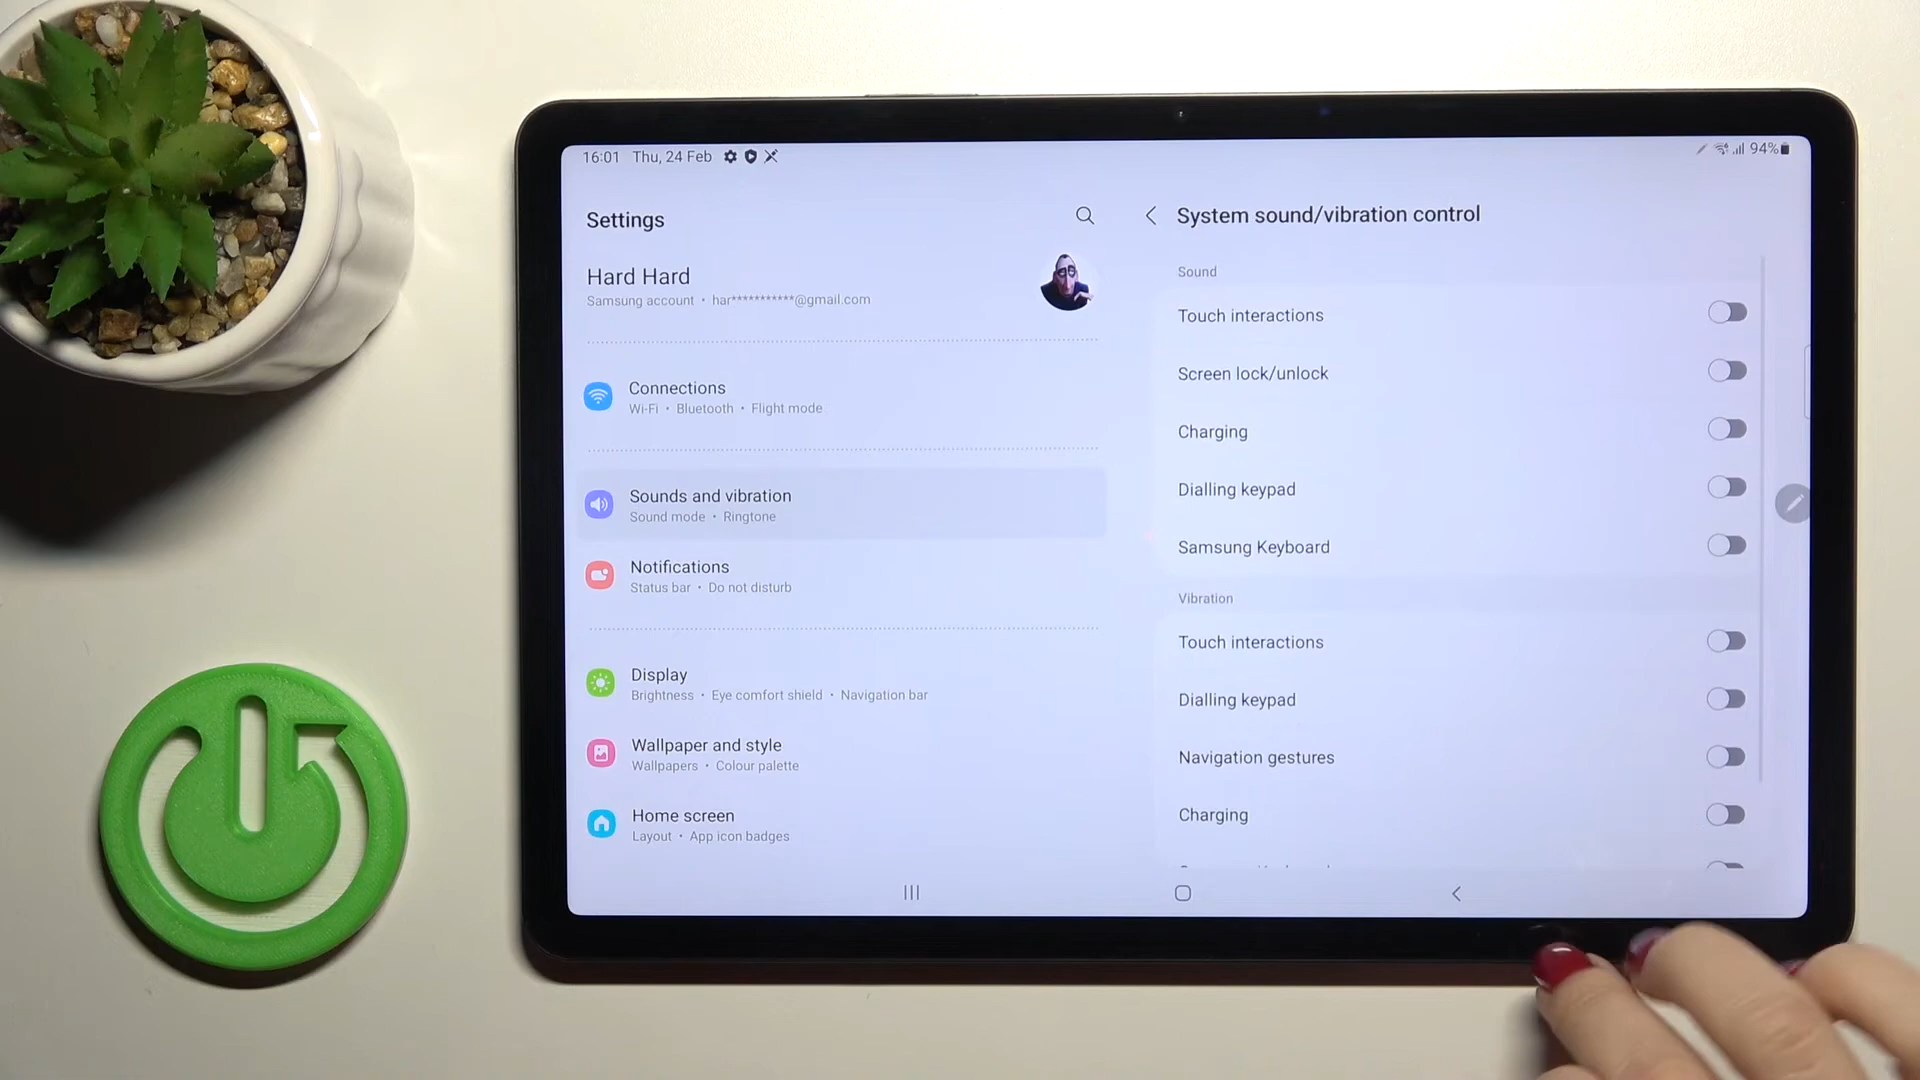 16:01 Thu, 24 Feb
94%
Settings
Hard Hard
Samsung account • har***********@gmail.com
Connections
Wi-Fi • Bluetooth • Flight mode
Sounds and vibration
Sound mode • Ringtone
Notifications
Status bar • Do not disturb
Display
Brightness • Eye comfort shield • Navigation bar
Wallpaper and style
Wallpapers • Colour palette
Home screen
Layout • App icon badges
System sound/vibration control
Sound
Touch interactions
Screen lock/unlock
Charging
Dialling keypad
Samsung Keyboard
Vibration
Touch interactions
Dialling keypad
Navigation gestures
Charging